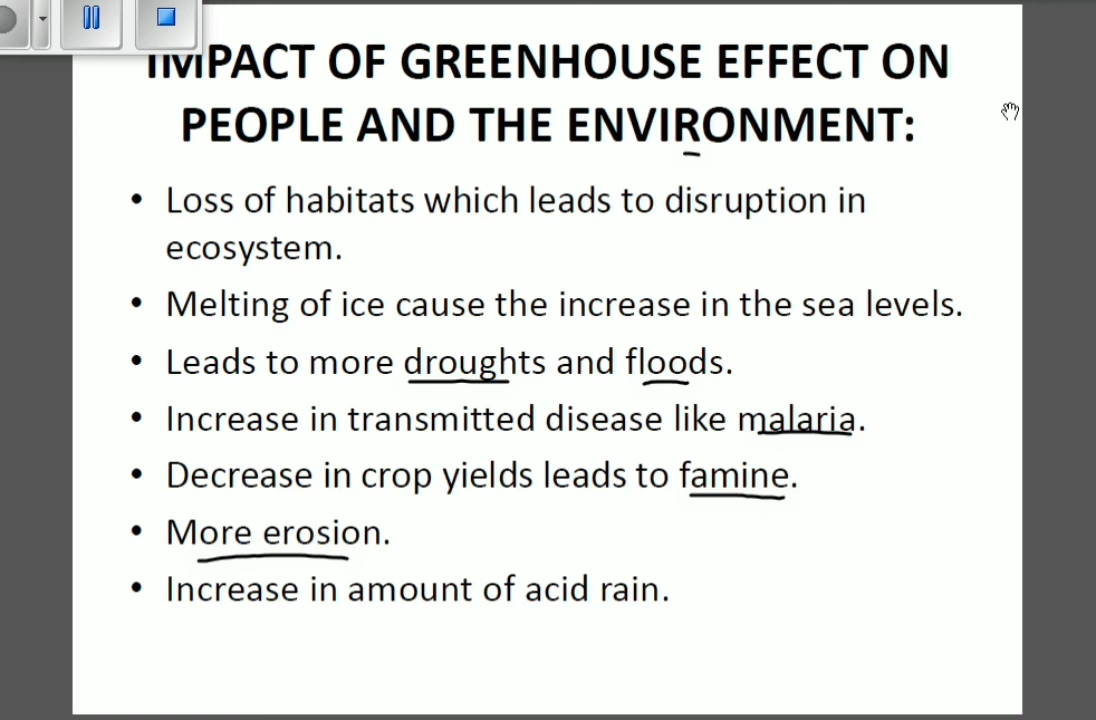 IMPACT OF GREENHOUSE EFFECT ON
PEOPLE AND THE ENVIRONMENT:
• Loss of habitats which leads to disruption in
ecosystem.
• Melting of ice cause the increase in the sea levels.
• Leads to more droughts and floods.
• Increase in transmitted disease like malaria.
• Decrease in crop yields leads to famine.
• More erosion.
• Increase in amount of acid rain.